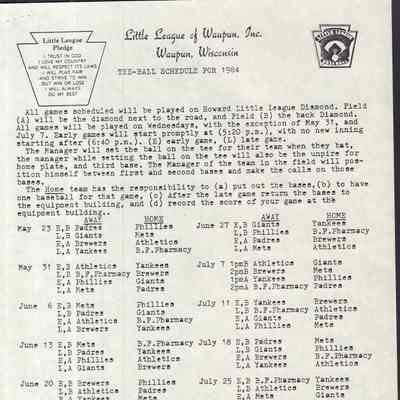 Little League
Pledge
I TRUST IN GOD
I LOVE MY COUNTRY
AND WILL RESPECT ITS LAWS
I WILL PLAY FAIR
AND STRIVE TO WIN
BUT WIN OR LOSE
I WILL ALWAYS
DO MY BEST
Little League of Waupun, Inc.
Waupun, Wisconsin
TEE-BALL SCHEDULE FOR 1984
All games scheduled will be played on Howard Little league Diamond. Field
(A) will be the diamond next to the road, and Field (B) the back Diamond.
All games will be played on Wednesdays, with the exception of May 31, and
July 7. Early games will start promptly at (5:20 p.m.), with no new inning
starting after (6:40 p.m.). (E) early game, (L) late game.
The Manager will set the ball on the tee for their team when they bat,
the manager while setting the ball on the tee will also be the unpire for
home plate, and third base. The Manager of the team in the field will pos-
ition himself between first and second bases and make the calls on those
bases.
The Home team has the responsibility to (a) put out the bases,(b) to have
one baseball for that game, (c) After the late game return the bases to
the equipment building, and (d) record the score of your game at the
equipment building..
AWAY HOME
May 23 E,B Padres Phillies
L,B Giants Mets
E,A Brewers Athletics
L,A Yankees B.F.Pharmacy
May 31 E,B Athletics Yankees
L,B B.F.Pharmacy Brewers
E,A Phillies Giants
L,A Mets Padres
June 6 E,B Mets Phillies
L,B Padres Giants
E,A Athletics B.F.Pharmacy
L,A Brewers Yankees
June 13 E,B Mets B.F.Pharmacy
L,B Padres Yankees
E,A Phillies Athletics
L,A Giants Brewers
June 20 E,B Brewers Phillies
L,B Athletics Padres
E,A Yankees Mets
AWAY HOME
June 27 E,B Giants Yankees
L,B Phillies B.F.Pharmacy
E,A Padres Brewers
L,A Mets Athletics
July 7 1pmB Athletics Giants
2pmB Brewers Mets
1pmA Yankees Phillies
2pmA B.F.Pharmacy Padres
July 11 E,B Yankees Brewers
L,B B.F.Pharmacy Athletics
E,A Giants Padres
L,A Phillies Mets
July 18 E,B Padres Mets
L,B Giants Phillies
E,A Brewers B.F.Pharmacy
L,A Yankees Athletics
July 25 E,B B.F.Pharmacy Yankees
L,B Athletics Brewers
E,A Mets Giants